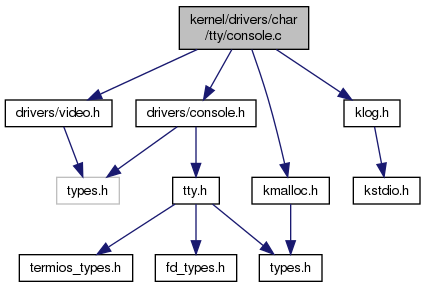 kernel/drivers/char
/tty/console.c
drivers/video.h
drivers/console.h
klog.h
types.h
tty.h
kmalloc.h
kstdio.h
termios_types.h
fd_types.h
types.h